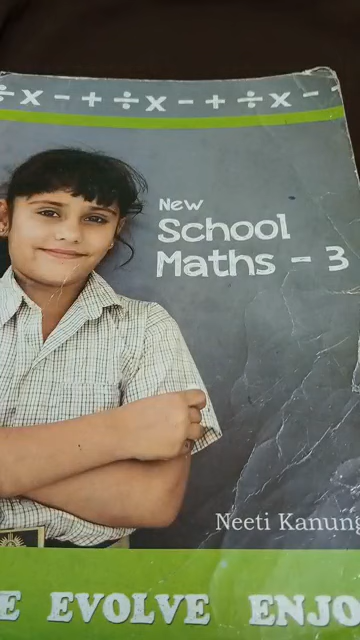 ÷ x - + ÷ x - + ÷ x -
New
School
Maths - 3
Neeti Kanung
E EVOLVE ENJO